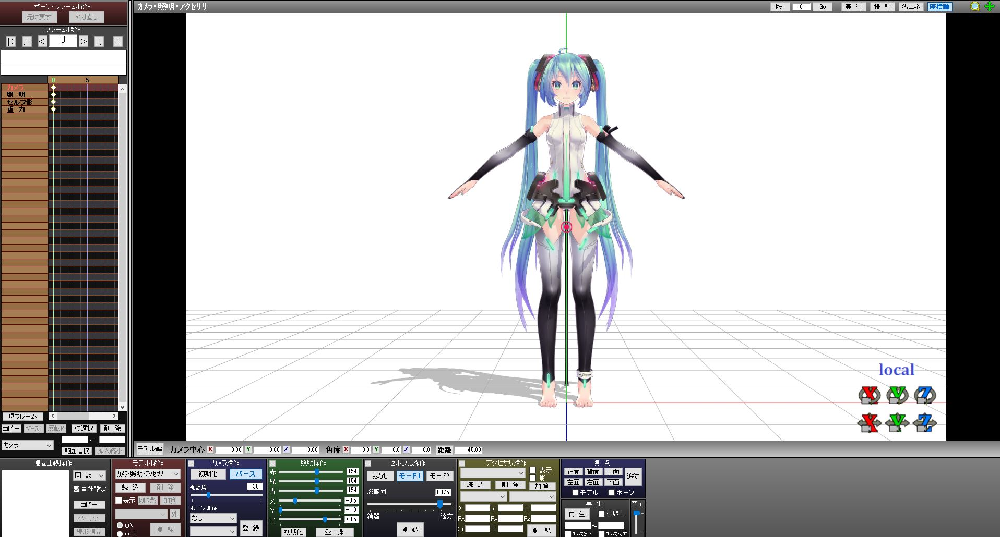 ボーン・フレーム操作
元に戻す やり直し
フレーム操作
|< .< < 0 > >. >|
0 5
カメラ
照 明
セルフ影
重 力
現フレーム
コピー ペースト 反転P 縦選択 削 除
カメラ ～
範囲選択 拡大縮小
カメラ・照明・アクセサリ
セット 0 Go 美 影 情 報 省エネ 座標軸
local
X Y Z
X Y Z
モデル編 カメラ中心 X 0.00 Y 10.00 Z 0.00 角度 X 0.0 Y 0.0 Z 0.0 距離 45.00
補間曲線操作
回 転
自動設定
コピー
ペースト
線形補間
モデル操作
カメラ・照明・アクセサリ
読 込 削 除
表示 セルフ影 加算
外
ON
OFF
登 録
カメラ操作
初期化 パース
視野角 30
ボーン追従
なし
登 録
照明操作
赤 154
緑 154
青 154
X -0.5
Y -1.0
Z +0.5
初期化 登 録
セルフ影操作
影なし モード1 モード2
影範囲 8875
綺麗 遠方
登 録
アクセサリ操作
表示
影
読 込 削 除 加 算
X Y Z
Rx Ry Rz
Si Tr 登 録
視 点
正面 背面 上面 追従
左面 右面 下面
モデル ボーン
再 生
再 生 くり返し
～
フレ・スタート フレ・ストップ
音量